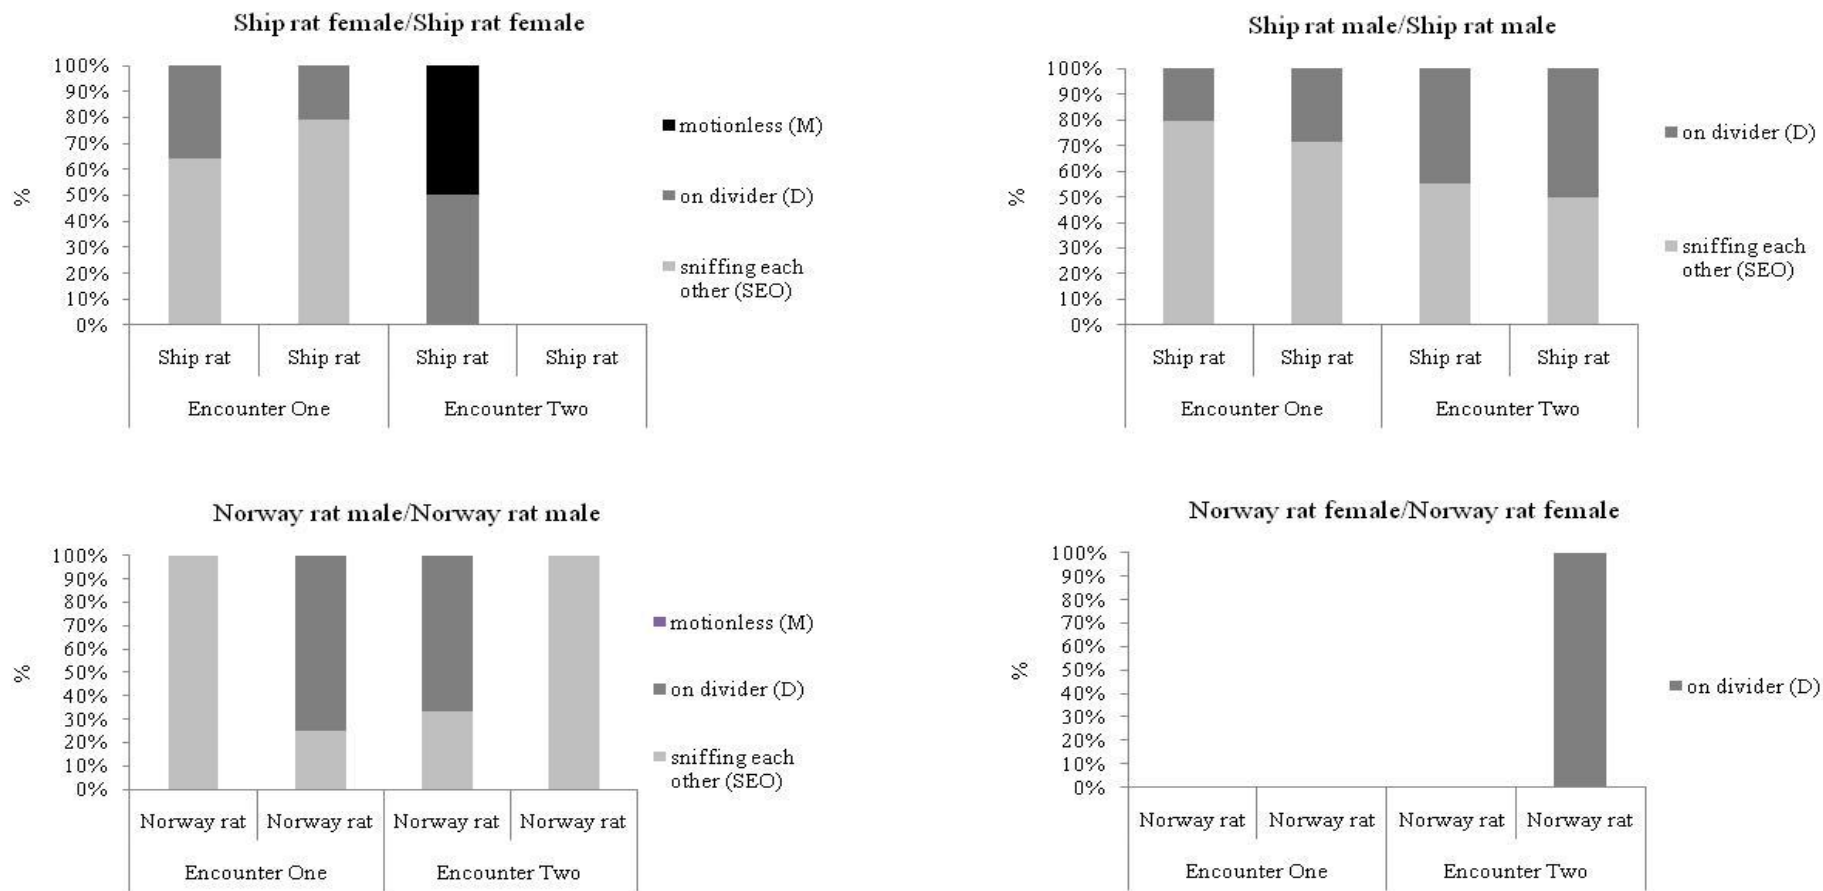 Ship rat female/Ship rat female
100%
90%
80%
70%
60%
50%
40%
30%
20%
10%
0%
%
motionless (M)
on divider (D)
sniffing each
other (SEO)
Ship rat Ship rat Ship rat Ship rat
Encounter One Encounter Two
Ship rat male/Ship rat male
100%
90%
80%
70%
60%
50%
40%
30%
20%
10%
0%
%
on divider (D)
sniffing each
other (SEO)
Ship rat Ship rat Ship rat Ship rat
Encounter One Encounter Two
Norway rat male/Norway rat male
100%
90%
80%
70%
60%
50%
40%
30%
20%
10%
0%
%
motionless (M)
on divider (D)
sniffing each
other (SEO)
Norway rat Norway rat Norway rat Norway rat
Encounter One Encounter Two
Norway rat female/Norway rat female
100%
90%
80%
70%
60%
50%
40%
30%
20%
10%
0%
%
on divider (D)
Norway rat Norway rat Norway rat Norway rat
Encounter One Encounter Two